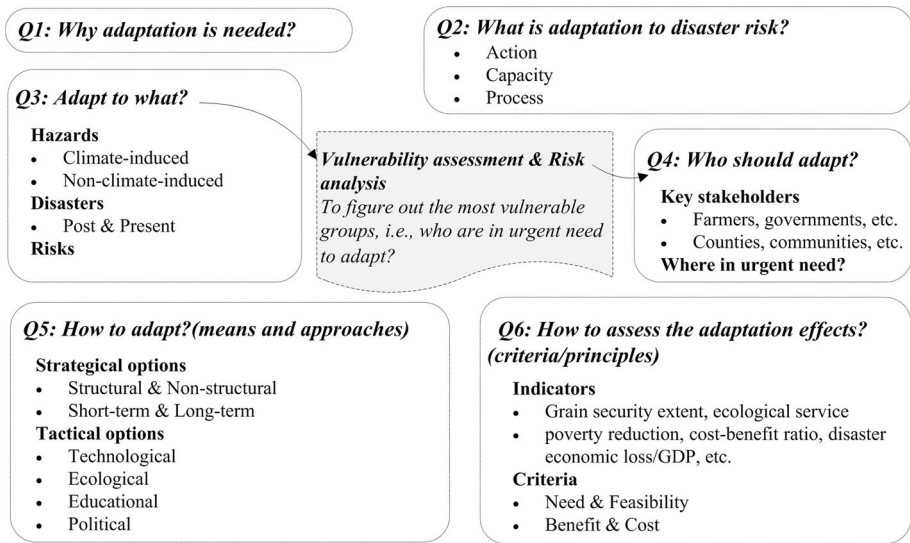 Q1: Why adaptation is needed?
Q2: What is adaptation to disaster risk?
• Action
• Capacity
• Process
Q3: Adapt to what?
Hazards
• Climate-induced
• Non-climate-induced
Disasters
• Post & Present
Risks
Vulnerability assessment & Risk
analysis
To figure out the most vulnerable
groups, i.e., who are in urgent need
to adapt?
Q4: Who should adapt?
Key stakeholders
• Farmers, governments, etc.
• Counties, communities, etc.
Where in urgent need?
Q5: How to adapt?(means and approaches)
Strategical options
• Structural & Non-structural
• Short-term & Long-term
Tactical options
• Technological
• Ecological
• Educational
• Political
Q6: How to assess the adaptation effects?
(criteria/principles)
Indicators
• Grain security extent, ecological service
• poverty reduction, cost-benefit ratio, disaster
economic loss/GDP, etc.
Criteria
• Need & Feasibility
• Benefit & Cost